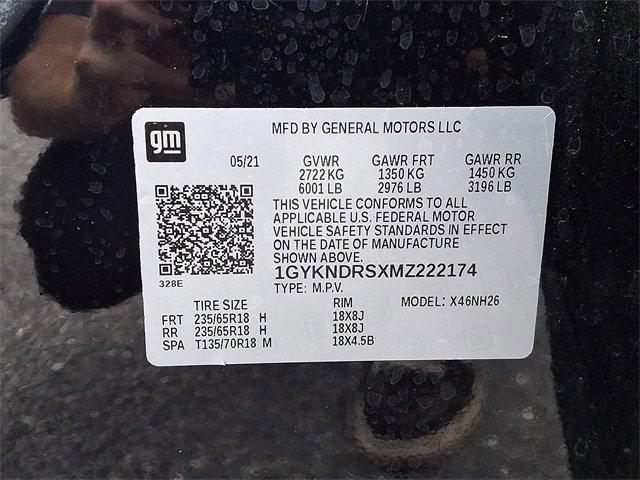 gm
MFD BY GENERAL MOTORS LLC
05/21 GVWR GAWR FRT GAWR RR
2722 KG 1350 KG 1450 KG
6001 LB 2976 LB 3196 LB
THIS VEHICLE CONFORMS TO ALL
APPLICABLE U.S. FEDERAL MOTOR
VEHICLE SAFETY STANDARDS IN EFFECT
ON THE DATE OF MANUFACTURE
SHOWN ABOVE.
1GYKNDRSXMZ222174
328E
TYPE: M.P.V.
TIRE SIZE RIM MODEL: X46NH26
FRT 235/65R18 H 18X8J
RR 235/65R18 H 18X8J
SPA T135/70R18 M 18X4.5B